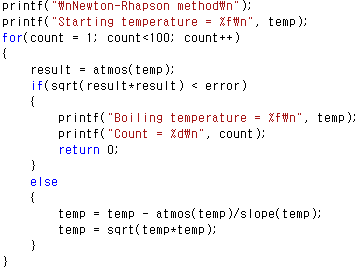 printf("₩nNewton-Rhapson method₩n");
printf("Starting temperature = %f₩n", temp);
for(count = 1; count<100; count++)
{
result = atmos(temp);
if(sqrt(result*result) < error)
{
printf("Boiling temperature = %f₩n", temp);
printf("Count = %d₩n", count);
return 0;
}
else
{
temp = temp - atmos(temp)/slope(temp);
temp = sqrt(temp*temp);
}
}